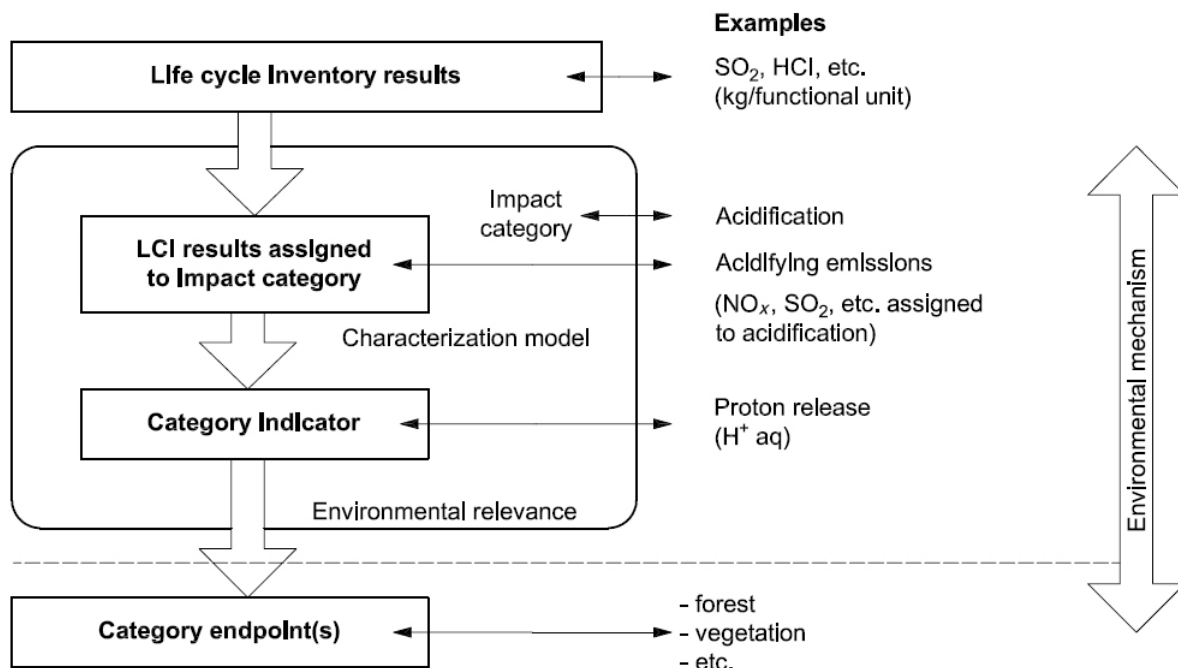 Examples
Life cycle Inventory results
SO₂, HCl, etc.
(kg/functional unit)
Impact
category
Acidification
LCI results assigned
to Impact category
Acidifying emissions
(NOₓ, SO₂, etc. assigned
to acidification)
Characterization model
Category Indicator
Proton release
(H⁺ aq)
Environmental relevance
Environmental mechanism
Category endpoint(s)
- forest
- vegetation
- etc.